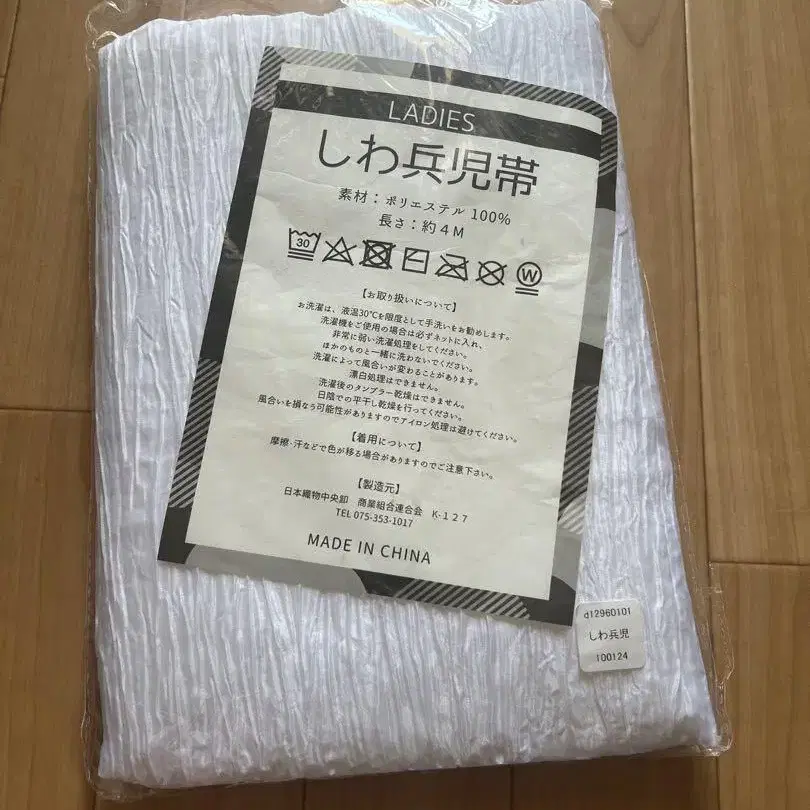 LADIES
しわ兵児帯
素材：ポリエステル 100%
長さ：約4M
30
W
【お取り扱いについて】
お洗濯は、液温30℃を限度として手洗いをお勧めします。
洗濯機をご使用の場合は必ずネットに入れ、
非常に弱い洗濯処理をしてください。
ほかのものと一緒に洗わないでください。
洗濯によって風合いが変わることがあります。
漂白処理はできません。
洗濯後のタンブラー乾燥はできません。
日陰での平干し乾燥を行ってください。
風合いを損なう可能性がありますのでアイロン処理は避けてください。
【着用について】
摩擦・汗などで色が移る場合がありますのでご注意下さい。
【製造元】
日本織物中央卸　商業組合連合会　K-127
TEL 075-353-1017
MADE IN CHINA
d12960101
しわ兵児
100124